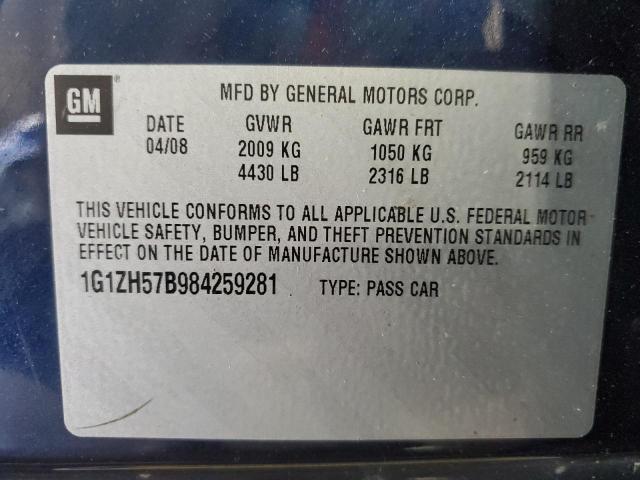 GM®
MFD BY GENERAL MOTORS CORP.
DATE GVWR GAWR FRT GAWR RR
04/08 2009 KG 1050 KG 959 KG
4430 LB 2316 LB 2114 LB
THIS VEHICLE CONFORMS TO ALL APPLICABLE U.S. FEDERAL MOTOR
VEHICLE SAFETY, BUMPER, AND THEFT PREVENTION STANDARDS IN
EFFECT ON THE DATE OF MANUFACTURE SHOWN ABOVE.
1G1ZH57B984259281 TYPE: PASS CAR